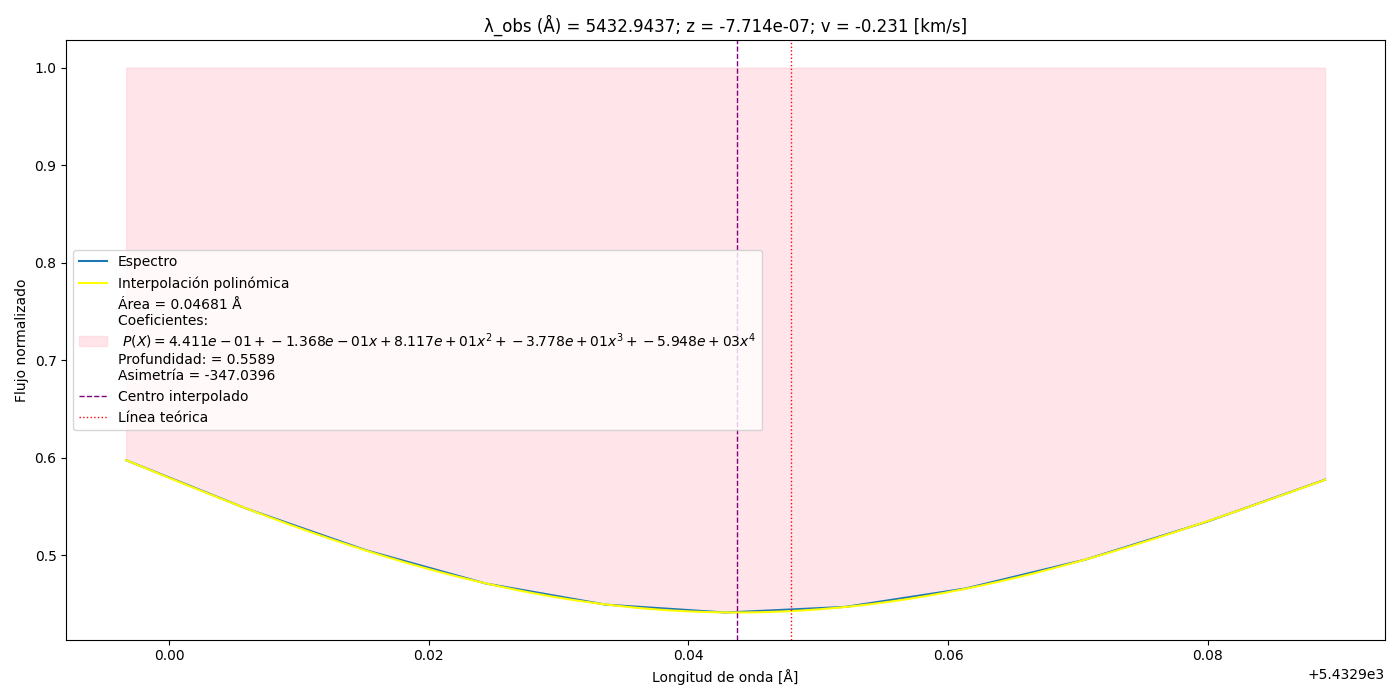 λ_obs (Å) = 5432.9437; z = -7.714e-07; v = -0.231 [km/s]
1.0
0.9
0.8
0.7
0.6
0.5
Flujo normalizado
Espectro
Interpolación polinómica
Área = 0.04681 Å
Coeficientes:
P(X) = 4.411e − 01 + −1.368e − 01x + 8.117e + 01x² + −3.778e + 01x³ + −5.948e + 03x⁴
Profundidad: = 0.5589
Asimetría = -347.0396
Centro interpolado
Línea teórica
0.00 0.02 0.04 0.06 0.08
+5.4329e3
Longitud de onda [Å]